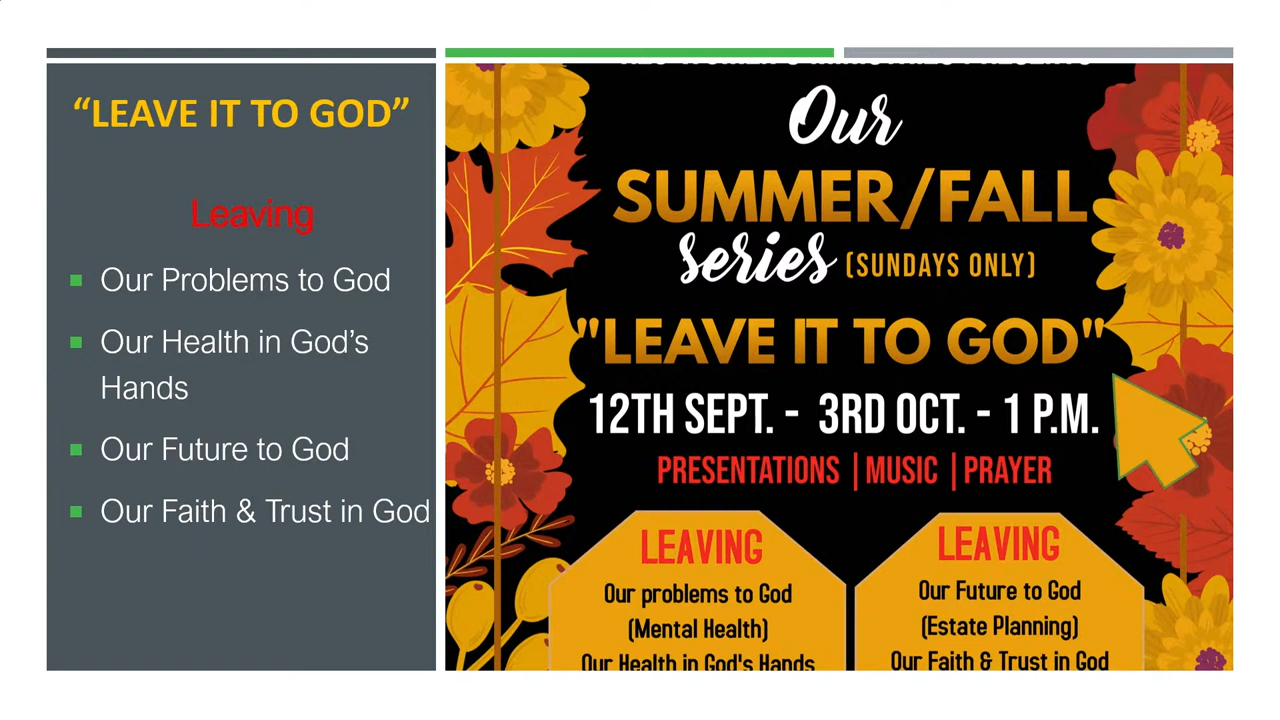 “LEAVE IT TO GOD”
Leaving
Our Problems to God
Our Health in God’s
Hands
Our Future to God
Our Faith & Trust in God
Our
SUMMER/FALL
series (SUNDAYS ONLY)
"LEAVE IT TO GOD"
12TH SEPT. - 3RD OCT. - 1 P.M.
PRESENTATIONS | MUSIC | PRAYER
LEAVING
Our problems to God
(Mental Health)
Our Health in God's Hands
LEAVING
Our Future to God
(Estate Planning)
Our Faith & Trust in God